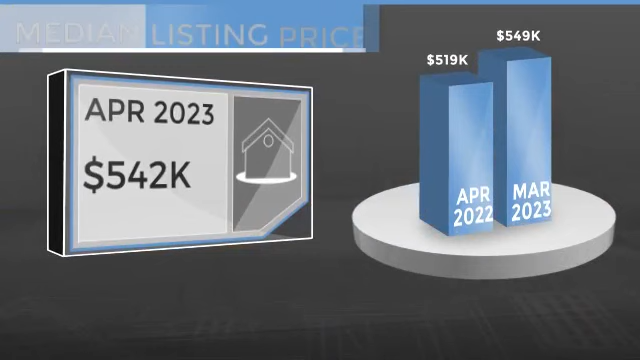 MEDIAN LISTING PRICE
APR 2023
$542K
$519K
$549K
APR
2022
MAR
2023